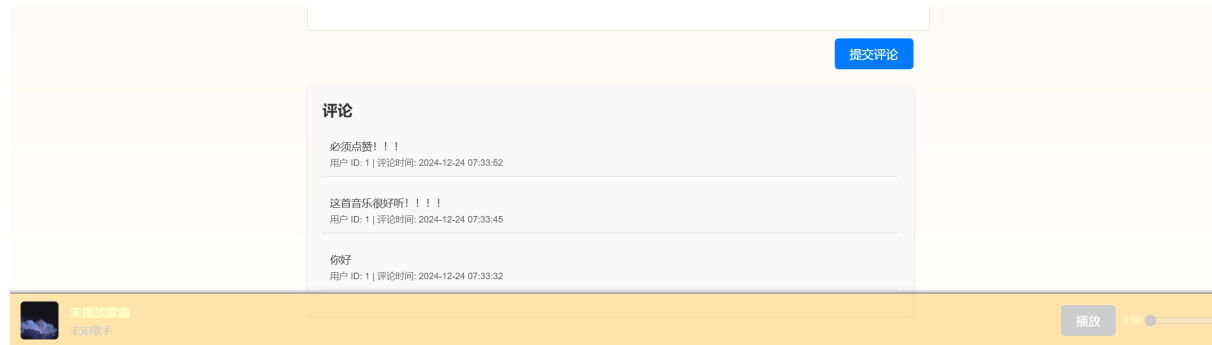 提交评论
评论
必须点赞！！！
用户 ID: 1 | 评论时间: 2024-12-24 07:33:52
这首音乐很好听！！！！
用户 ID: 1 | 评论时间: 2024-12-24 07:33:45
你好
用户 ID: 1 | 评论时间: 2024-12-24 07:33:32
未播放歌曲
未知歌手
播放
0:00